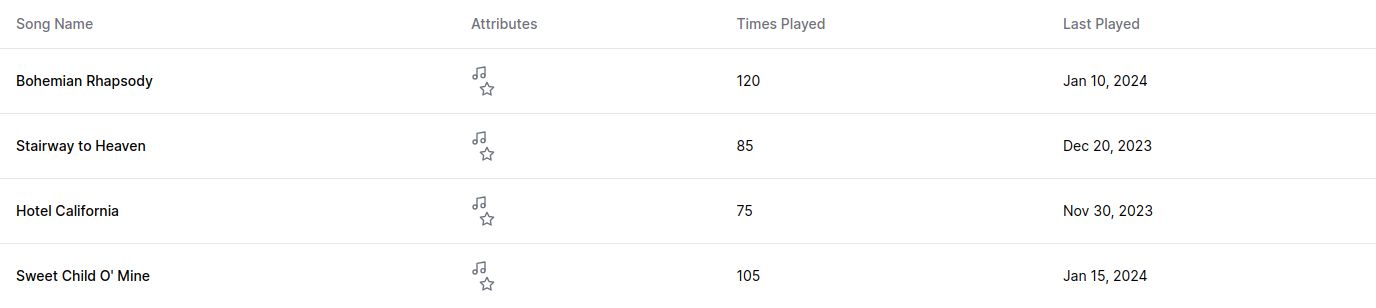 Song Name Attributes Times Played Last Played
Bohemian Rhapsody 120 Jan 10, 2024
Stairway to Heaven 85 Dec 20, 2023
Hotel California 75 Nov 30, 2023
Sweet Child O' Mine 105 Jan 15, 2024